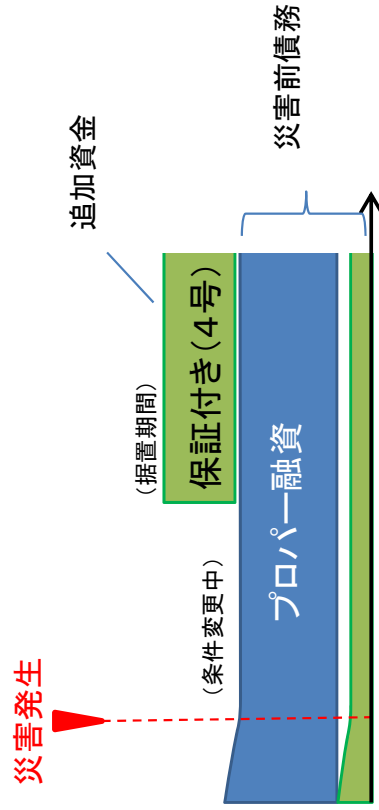 災害発生
(条件変更中)
(据置期間)
追加資金
保証付き(4号)
プロパー融資
災害前債務